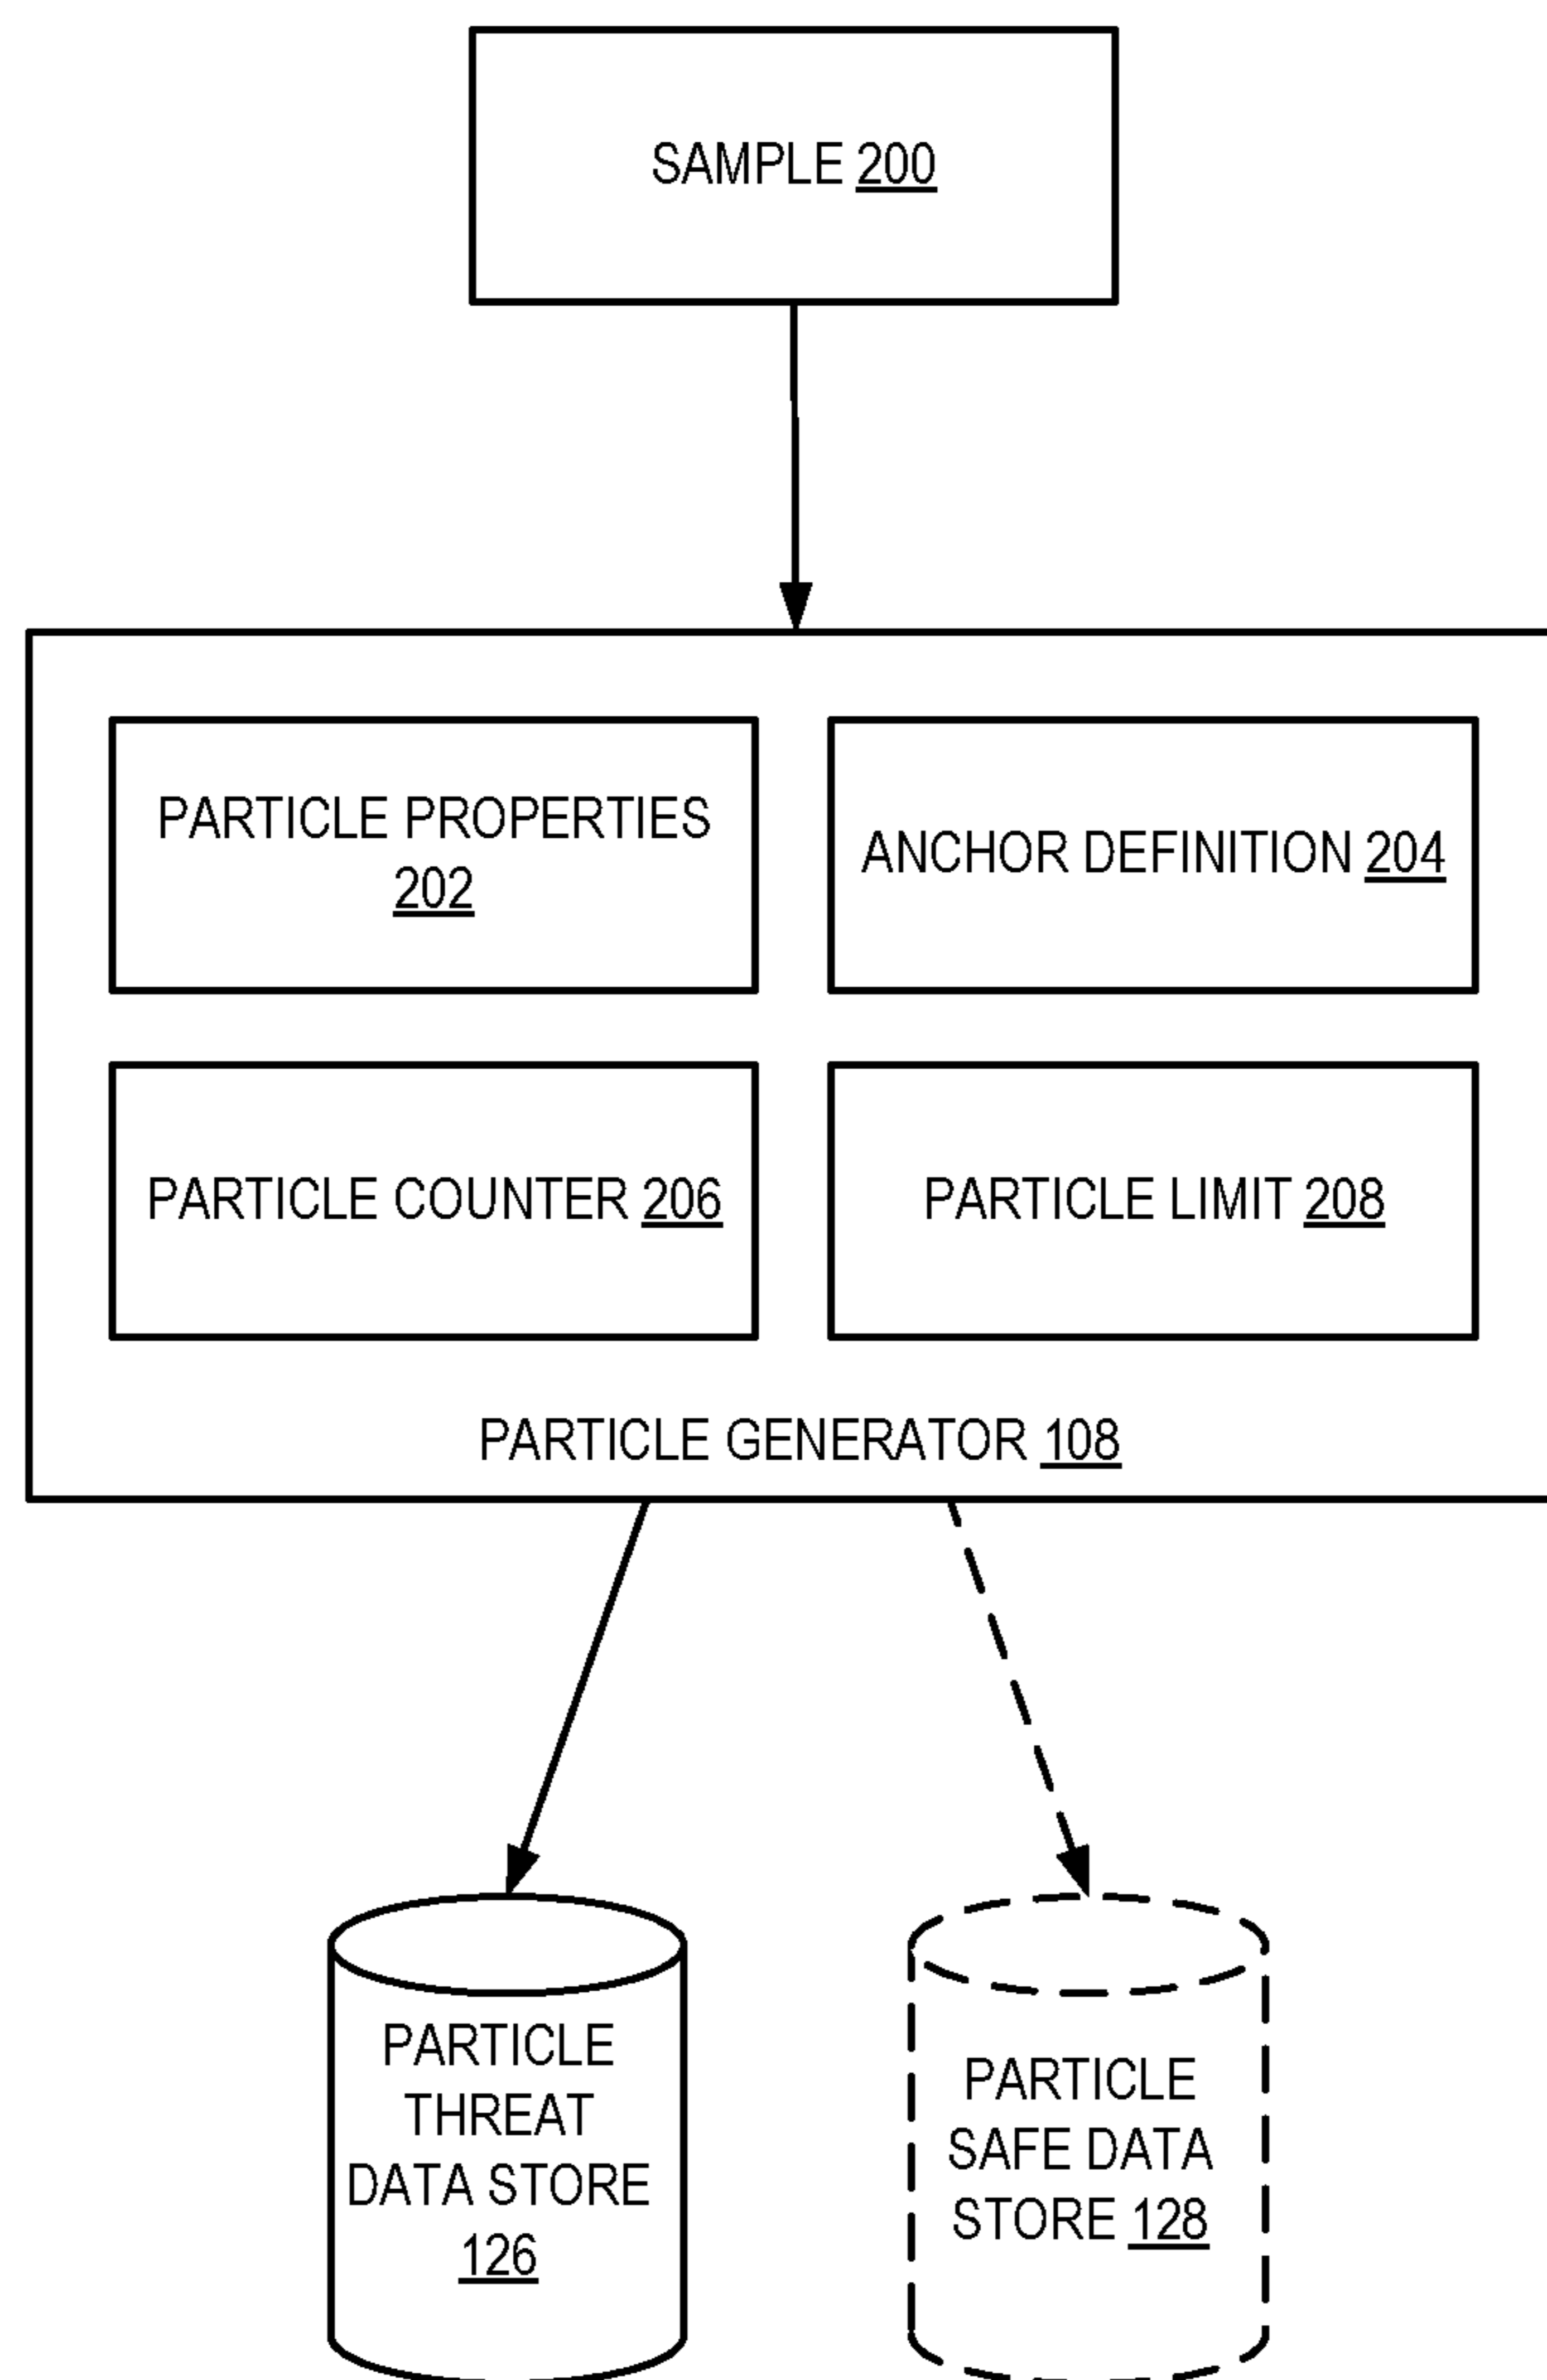 SAMPLE 200
PARTICLE PROPERTIES
202
ANCHOR DEFINITION 204
PARTICLE COUNTER 206
PARTICLE LIMIT 208
PARTICLE GENERATOR 108
PARTICLE
THREAT
DATA STORE
126
PARTICLE
SAFE DATA
STORE 128